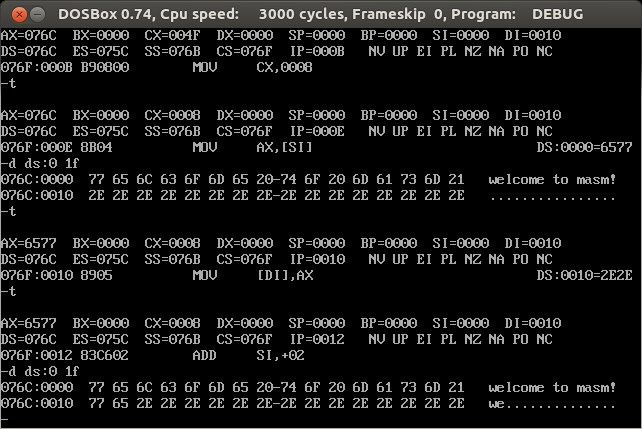 DOSBox 0.74, Cpu speed:    3000 cycles, Frameskip  0, Program:    DEBUG
AX=076C  BX=0000  CX=004F  DX=0000  SP=0000  BP=0000  SI=0000  DI=0010
DS=076C  ES=075C  SS=076B  CS=076F  IP=000B   NV UP EI PL NZ NA PO NC
076F:000B B90800        MOV     CX,0008
-t

AX=076C  BX=0000  CX=0008  DX=0000  SP=0000  BP=0000  SI=0000  DI=0010
DS=076C  ES=075C  SS=076B  CS=076F  IP=000E   NV UP EI PL NZ NA PO NC
076F:000E 8B04          MOV     AX,[SI]                            DS:0000=6577
-d ds:0 1f
076C:0000  77 65 6C 63 6F 6D 65 20-74 6F 20 6D 61 73 6D 21   welcome to masm!
076C:0010  2E 2E 2E 2E 2E 2E 2E 2E-2E 2E 2E 2E 2E 2E 2E 2E   ................
-t

AX=6577  BX=0000  CX=0008  DX=0000  SP=0000  BP=0000  SI=0000  DI=0010
DS=076C  ES=075C  SS=076B  CS=076F  IP=0010   NV UP EI PL NZ NA PO NC
076F:0010 8905          MOV     [DI],AX                            DS:0010=2E2E
-t

AX=6577  BX=0000  CX=0008  DX=0000  SP=0000  BP=0000  SI=0000  DI=0010
DS=076C  ES=075C  SS=076B  CS=076F  IP=0012   NV UP EI PL NZ NA PO NC
076F:0012 83C602        ADD     SI,+02
-d ds:0 1f
076C:0000  77 65 6C 63 6F 6D 65 20-74 6F 20 6D 61 73 6D 21   welcome to masm!
076C:0010  77 65 2E 2E 2E 2E 2E 2E-2E 2E 2E 2E 2E 2E 2E 2E   we..............
-